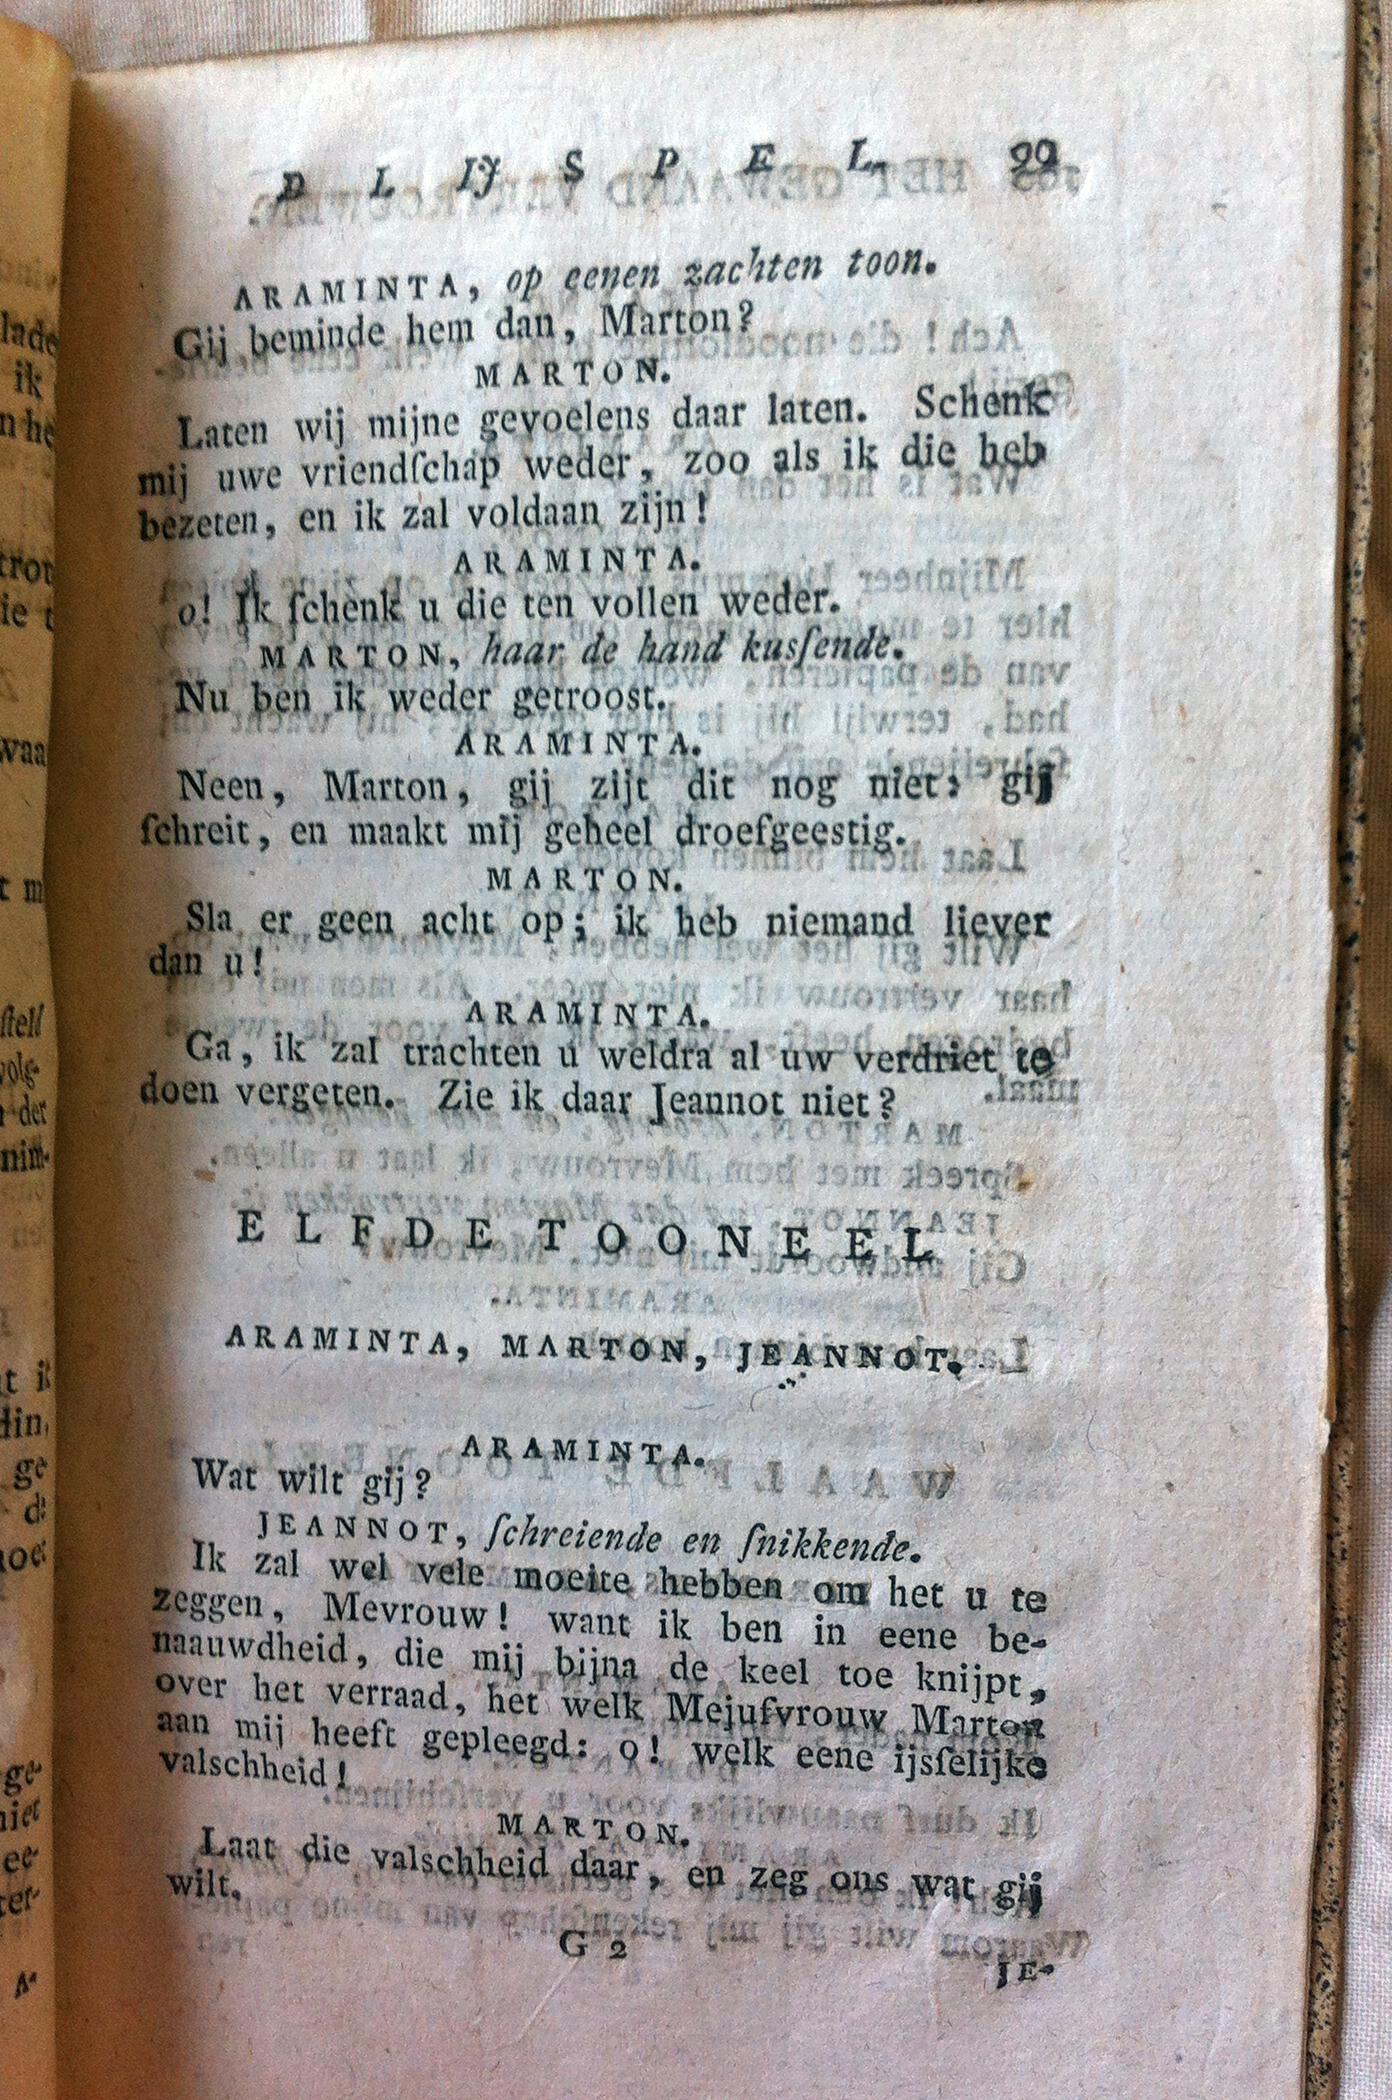 B L IJ S P E L. 99
ARAMINTA, op eenen zachten toon.
Gij beminde hem dan, Marton?
MARTON.
Laten wij mijne gevoelens daar laten. Schenk
mij uwe vriendſchap weder, zoo als ik die heb
bezeten, en ik zal voldaan zijn!
ARAMINTA.
o! Ik ſchenk u die ten vollen weder.
MARTON, haar de hand kusſende.
Nu ben ik weder getroost.
ARAMINTA.
Neen, Marton, gij zijt dit nog niet: gij
ſchreit, en maakt mij geheel droefgeestig.
MARTON.
Sla er geen acht op; ik heb niemand liever
dan u!
ARAMINTA.
Ga, ik zal trachten u weldra al uw verdriet te
doen vergeten. Zie ik daar Jeannot niet?
ELFDE TOONEEL
ARAMINTA, MARTON, JEANNOT.
ARAMINTA.
Wat wilt gij?
JEANNOT, ſchreiende en ſnikkende.
Ik zal wel vele moeite hebben om het u te
zeggen, Mevrouw! want ik ben in eene be-
naauwdheid, die mij bijna de keel toe knijpt,
over het verraad, het welk Mejufvrouw Marton
aan mij heeft gepleegd: o! welk eene ijsſelijke
valschheid!
MARTON.
Laat die valschheid daar, en zeg ons wat gij
wilt.
G 2
JE-